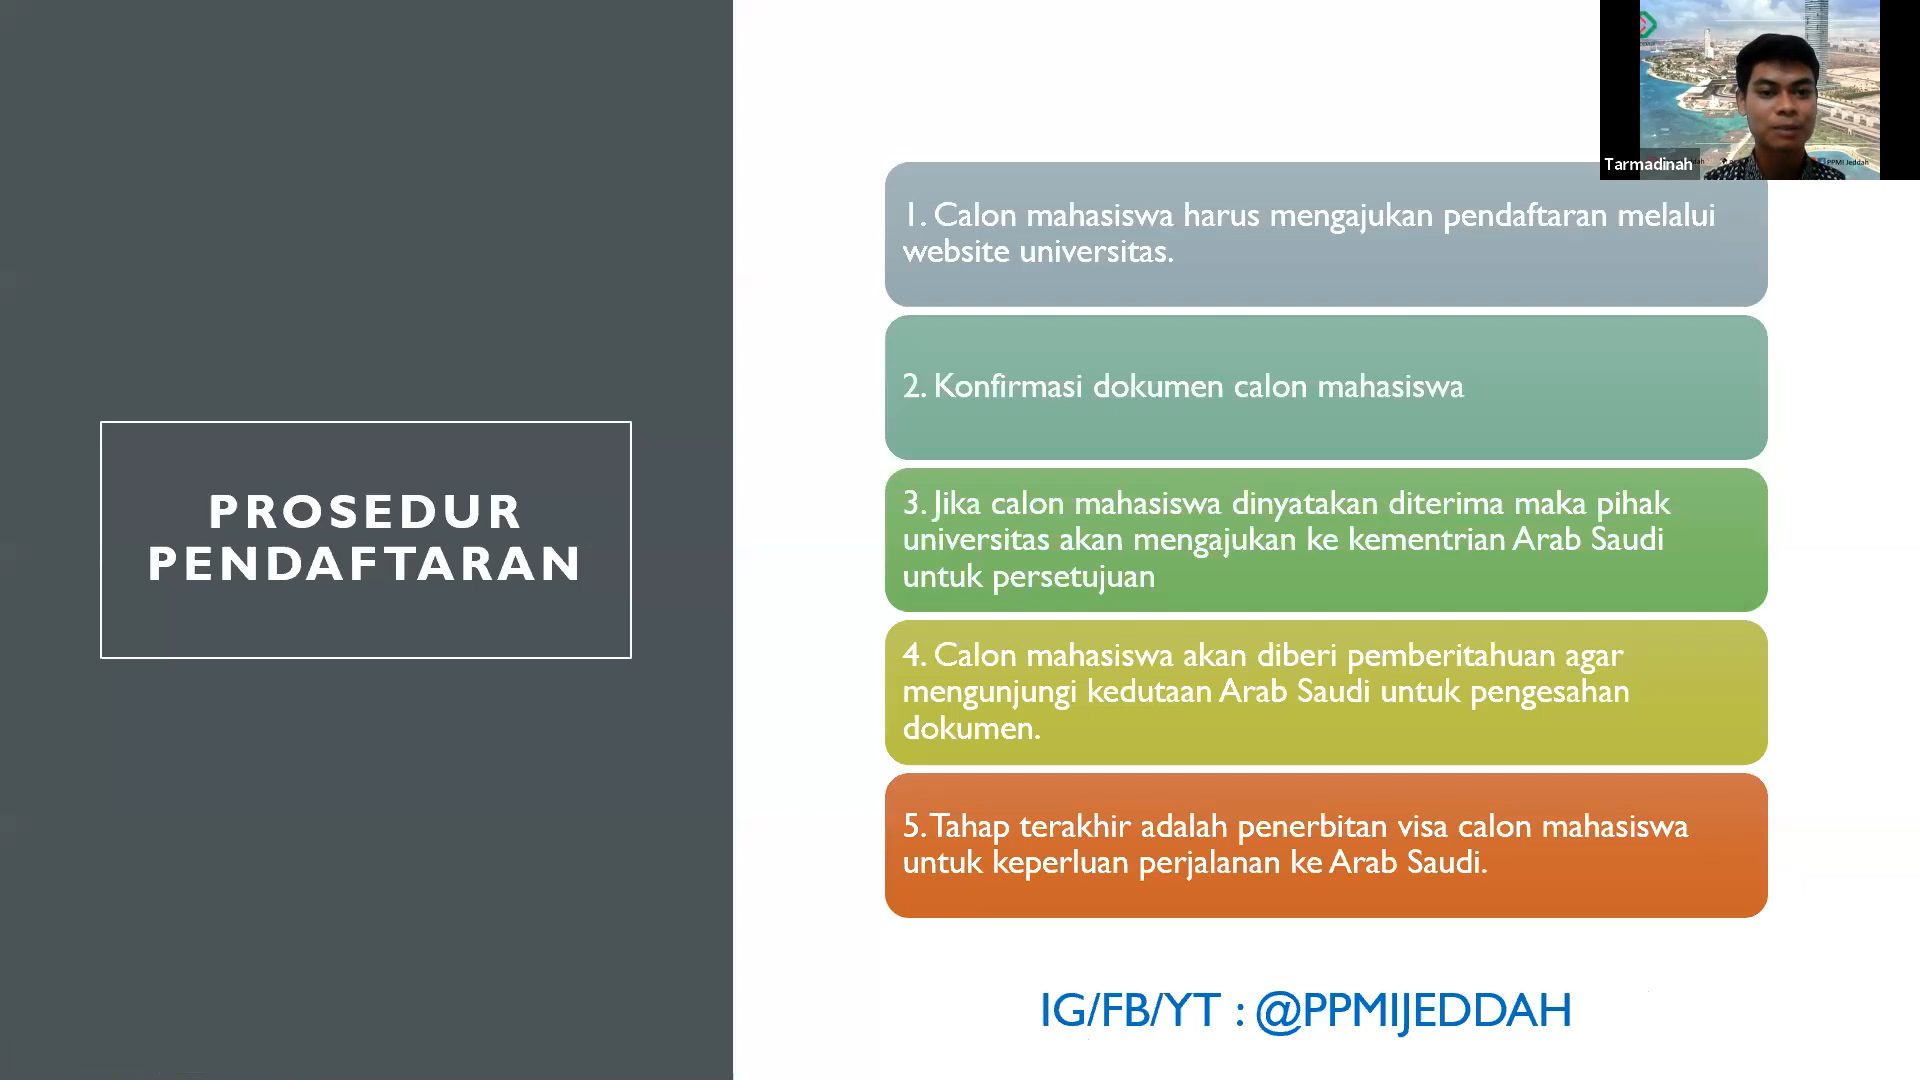 PROSEDUR
PENDAFTARAN
1. Calon mahasiswa harus mengajukan pendaftaran melalui
website universitas.
2. Konfirmasi dokumen calon mahasiswa
3. Jika calon mahasiswa dinyatakan diterima maka pihak
universitas akan mengajukan ke kementrian Arab Saudi
untuk persetujuan
4. Calon mahasiswa akan diberi pemberitahuan agar
mengunjungi kedutaan Arab Saudi untuk pengesahan
dokumen.
5. Tahap terakhir adalah penerbitan visa calon mahasiswa
untuk keperluan perjalanan ke Arab Saudi.
IG/FB/YT : @PPMIJEDDAH
Tarmadinah
PPMI Jeddah